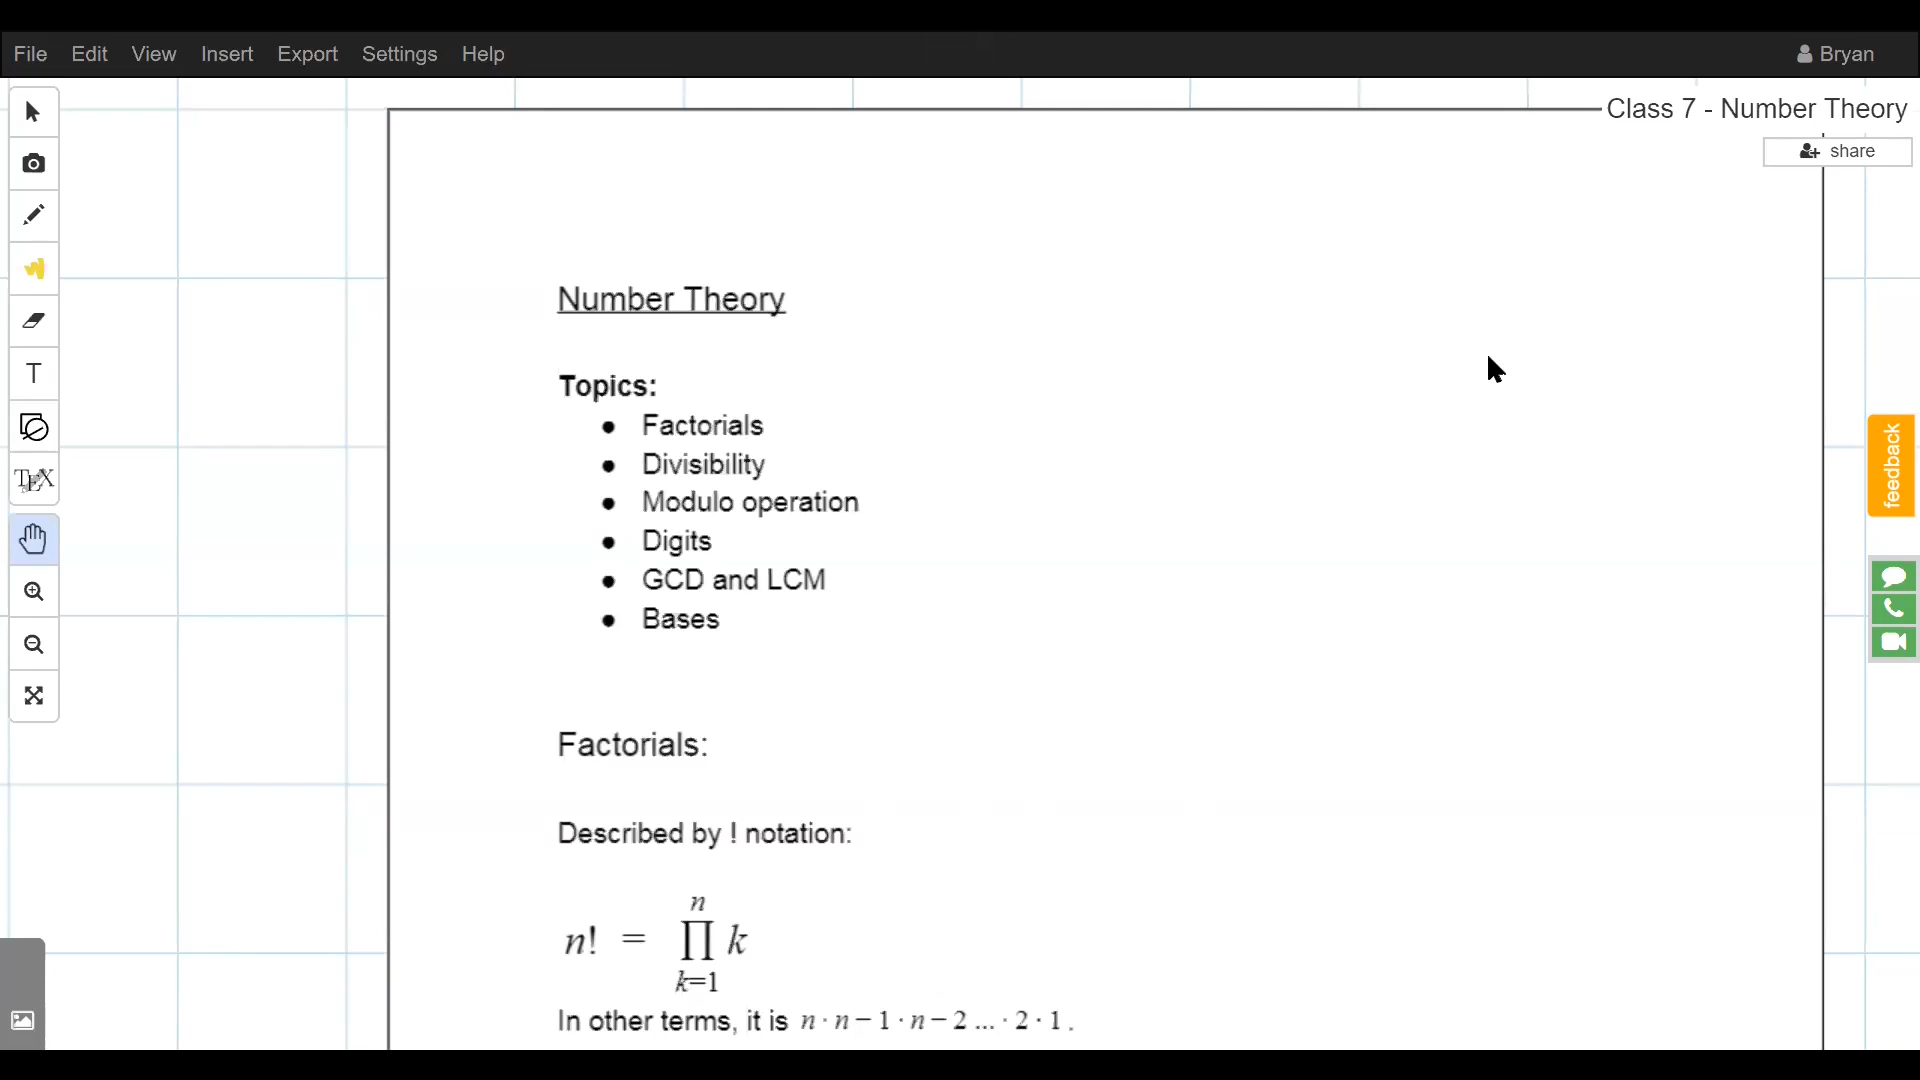 File Edit View Insert Export Settings Help Bryan
Class 7 - Number Theory
share
T
TEX
feedback
Number Theory
Topics:
● Factorials
● Divisibility
● Modulo operation
● Digits
● GCD and LCM
● Bases
Factorials:
Described by ! notation:
n
n! = ∏ k
k=1
In other terms, it is n · n − 1 · n − 2 ... · 2 · 1 .